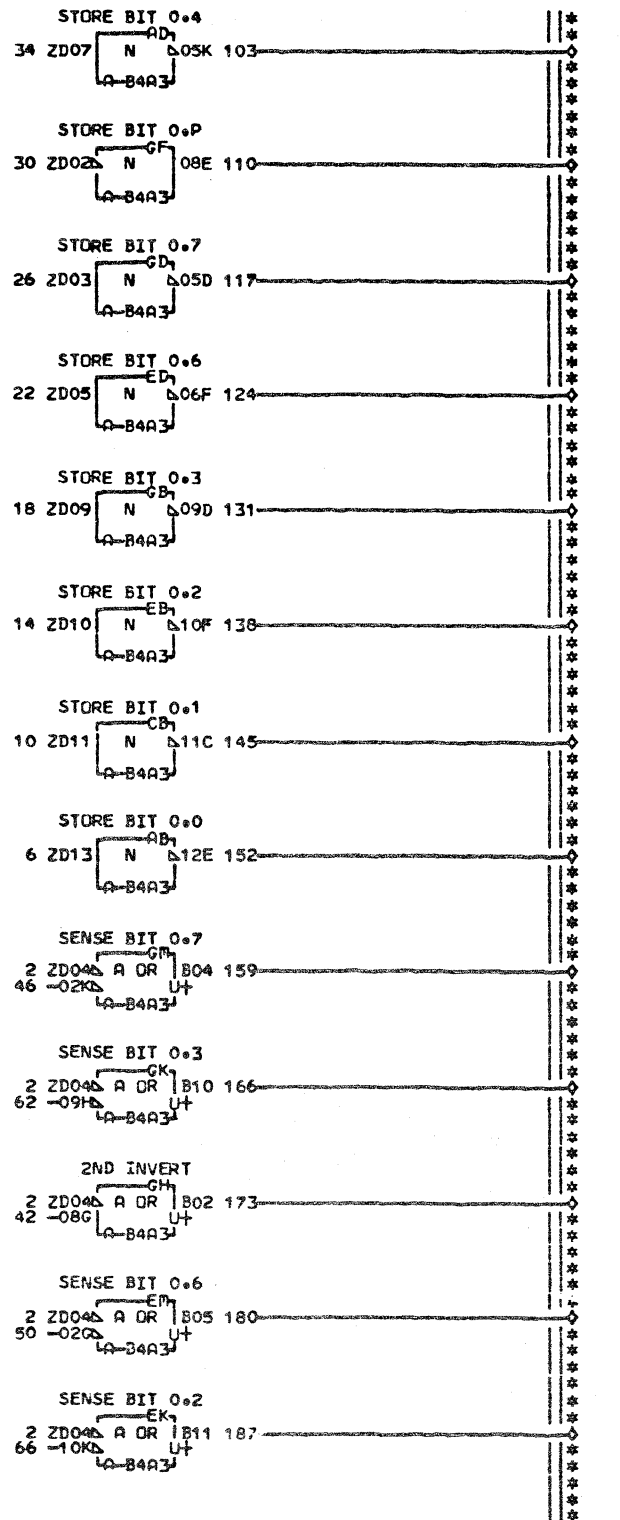 STORE BIT 0.4
AD
34 ZD07 N 05K 103
A-B4A3
STORE BIT 0.P
GF
30 ZD02 N 08E 110
A-B4A3
STORE BIT 0.7
GD
26 ZD03 N 05D 117
A-B4A3
STORE BIT 0.6
ED
22 ZD05 N 06F 124
A-B4A3
STORE BIT 0.3
GB
18 ZD09 N 09D 131
A-B4A3
STORE BIT 0.2
EB
14 ZD10 N 10F 138
A-B4A3
STORE BIT 0.1
CB
10 ZD11 N 11C 145
A-B4A3
STORE BIT 0.0
AB
6 ZD13 N 12E 152
A-B4A3
SENSE BIT 0.7
GM
2 ZD04 A OR B04 159
46 -02K U+
A-B4A3
SENSE BIT 0.3
GK
2 ZD04 A OR B10 166
62 -09H U+
A-B4A3
2ND INVERT
GH
2 ZD04 A OR B02 173
42 -08G U+
A-B4A3
SENSE BIT 0.6
EM
2 ZD04 A OR B05 180
50 -02G U+
A-B4A3
SENSE BIT 0.2
EK
2 ZD04 A OR B11 187
66 -10K U+
A-B4A3